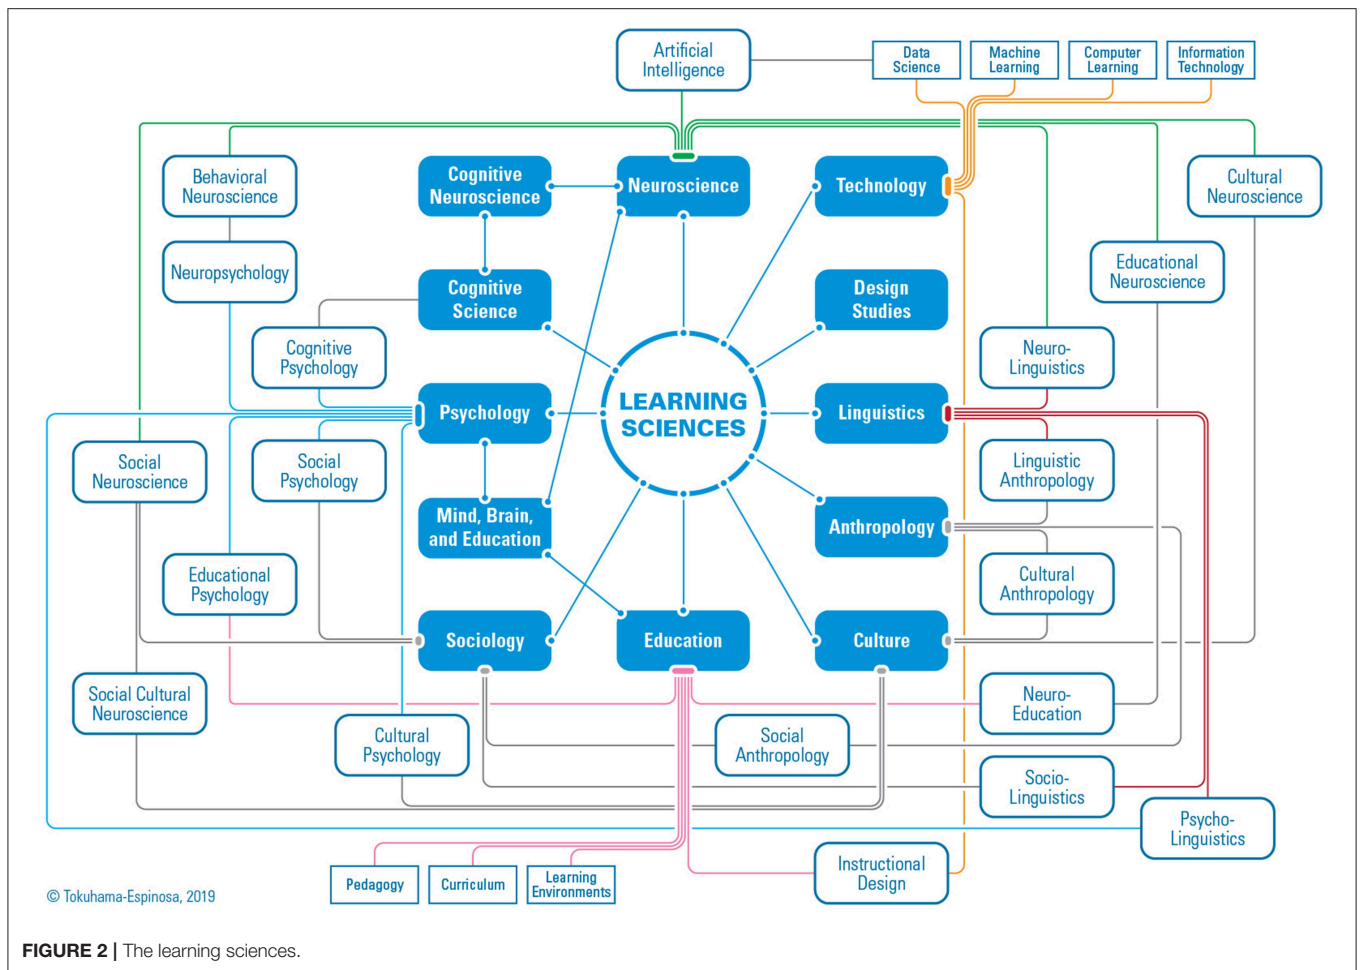 Artificial
Intelligence
Data
Science
Machine
Learning
Computer
Learning
Information
Technology
Behavioral
Neuroscience
Cognitive
Neuroscience
Neuroscience
Technology
Cultural
Neuroscience
Neuropsychology
Cognitive
Science
Design
Studies
Educational
Neuroscience
Cognitive
Psychology
Neuro-
Linguistics
Psychology
LEARNING
SCIENCES
Linguistics
Social
Neuroscience
Social
Psychology
Linguistic
Anthropology
Mind, Brain,
and Education
Anthropology
Educational
Psychology
Cultural
Anthropology
Sociology
Education
Culture
Social Cultural
Neuroscience
Neuro-
Education
Cultural
Psychology
Social
Anthropology
Socio-
Linguistics
Psycho-
Linguistics
Pedagogy
Curriculum
Learning
Environments
Instructional
Design
© Tokuhama-Espinosa, 2019
FIGURE 2 | The learning sciences.